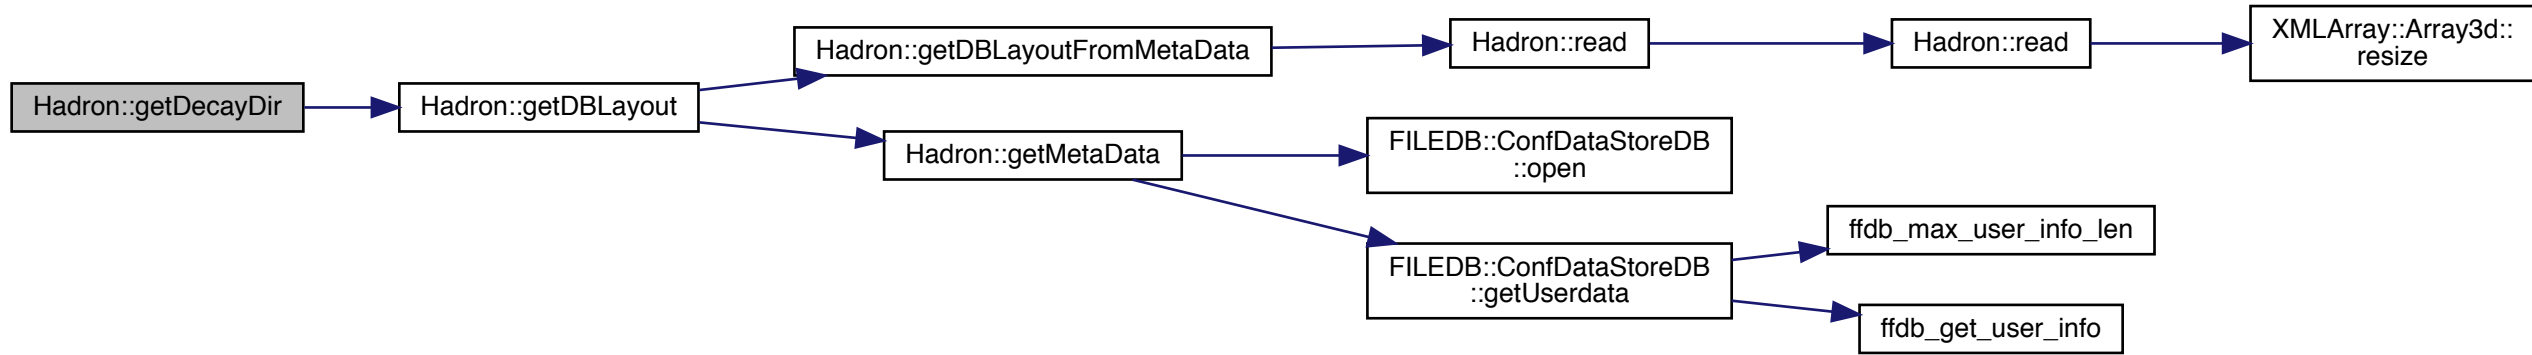 Hadron::getDecayDir
Hadron::getDBLayout
Hadron::getDBLayoutFromMetaData
Hadron::read
Hadron::read
XMLArray::Array3d::
resize
Hadron::getMetaData
FILEDB::ConfDataStoreDB
::open
FILEDB::ConfDataStoreDB
::getUserdata
ffdb_max_user_info_len
ffdb_get_user_info